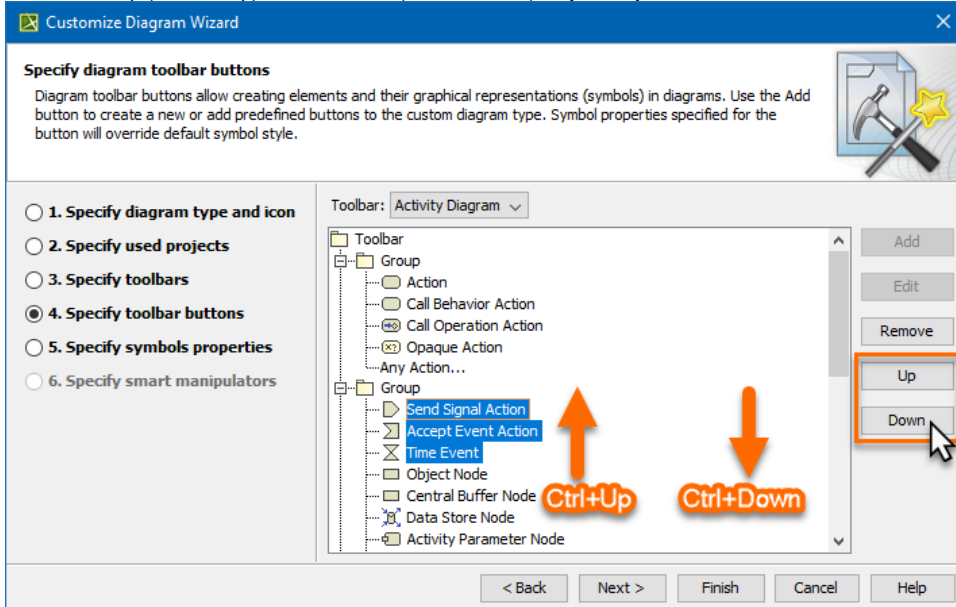 Customize Diagram Wizard
Specify diagram toolbar buttons
Diagram toolbar buttons allow creating elements and their graphical representations (symbols) in diagrams. Use the Add
button to create a new or add predefined buttons to the custom diagram type. Symbol properties specified for the
button will override default symbol style.
1. Specify diagram type and icon
2. Specify used projects
3. Specify toolbars
4. Specify toolbar buttons
5. Specify symbols properties
6. Specify smart manipulators
Toolbar: Activity Diagram
Toolbar
Group
Action
Call Behavior Action
Call Operation Action
Opaque Action
Any Action...
Group
Send Signal Action
Accept Event Action
Time Event
Object Node
Central Buffer Node
Data Store Node
Activity Parameter Node
Ctrl+Up
Ctrl+Down
Add
Edit
Remove
Up
Down
< Back
Next >
Finish
Cancel
Help